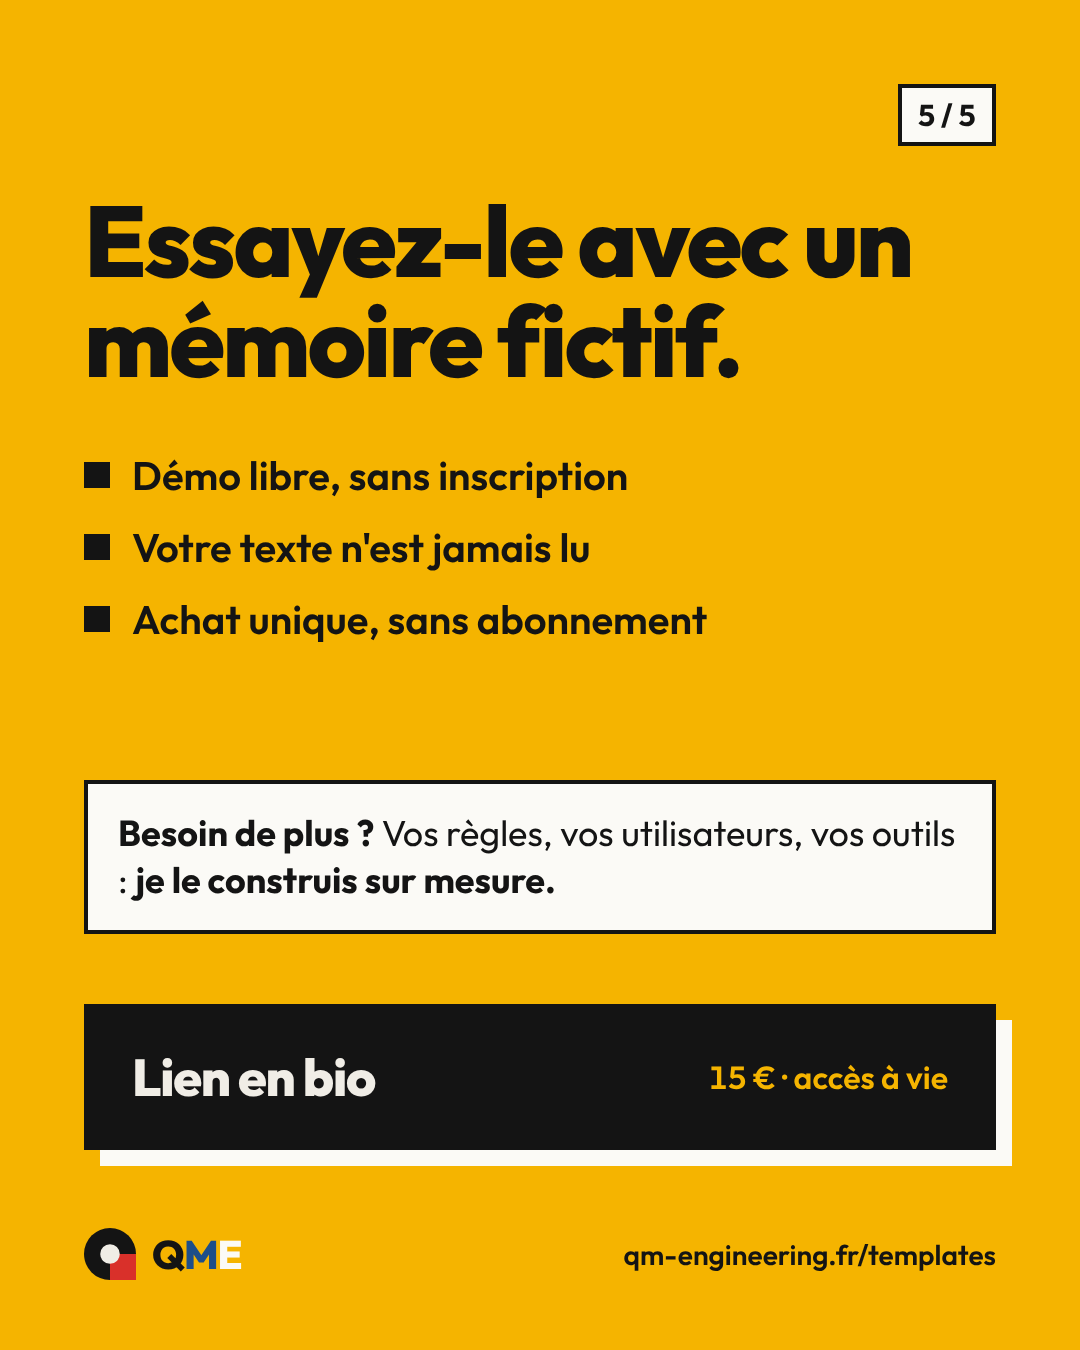 5 / 5
Essayez-le avec un
mémoire fictif.
Démo libre, sans inscription
Votre texte n'est jamais lu
Achat unique, sans abonnement
Besoin de plus ? Vos règles, vos utilisateurs, vos outils
: je le construis sur mesure.
Lien en bio
15 € · accès à vie
QME
qm-engineering.fr/templates